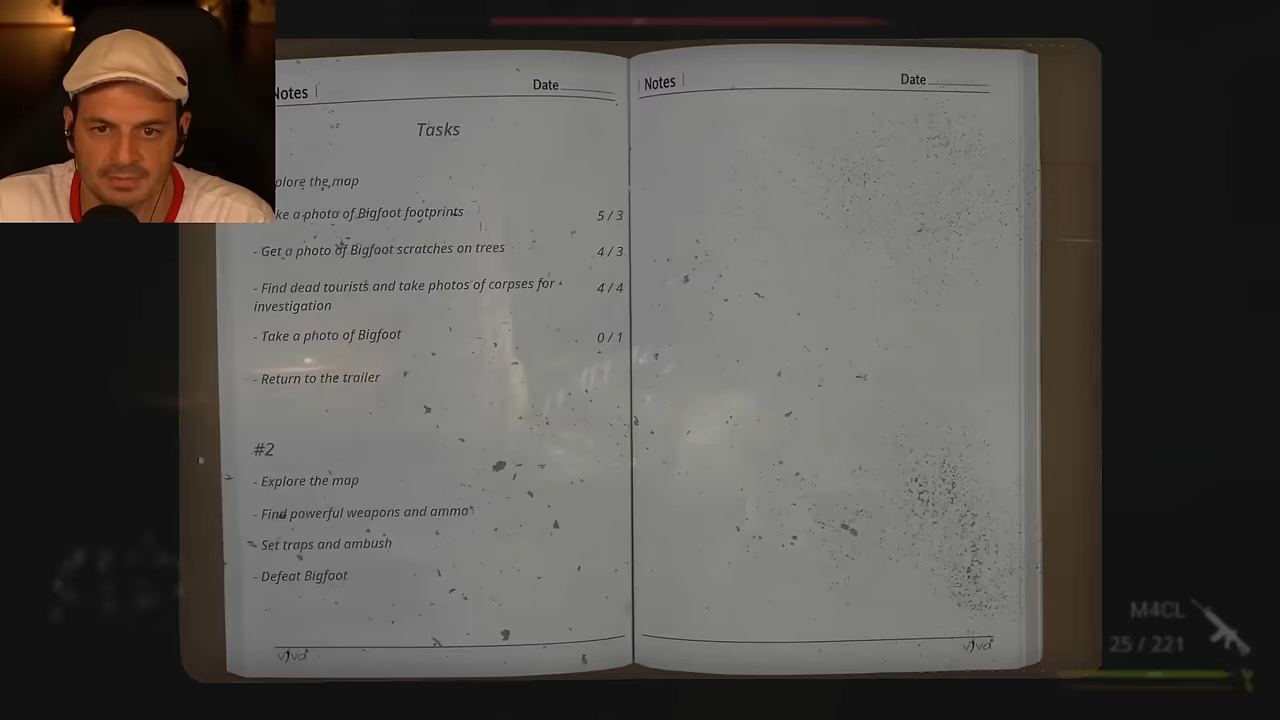 Notes
Date
Tasks
plore the map
ke a photo of Bigfoot footprints 5 / 3
- Get a photo of Bigfoot scratches on trees 4 / 3
- Find dead tourists and take photos of corpses for 4 / 4
investigation
- Take a photo of Bigfoot 0 / 1
- Return to the trailer
#2
- Explore the map
- Find powerful weapons and ammo
- Set traps and ambush
- Defeat Bigfoot
viva
Notes
Date
viva
M4CL
25 / 221